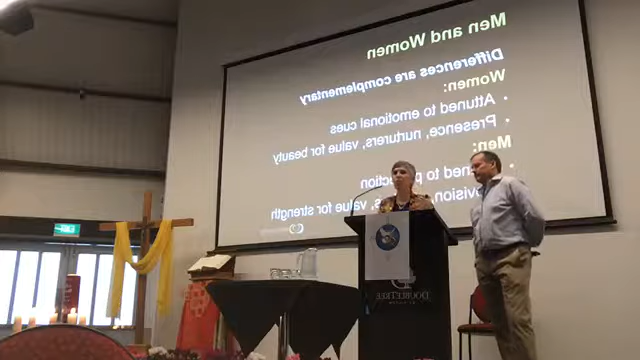 Men and Women
Differences are complementary
Women:
• Attuned to emotional cues
• Presence, nurturers, value for beauty
Men:
value for strength
EXIT
DOUBLETREE